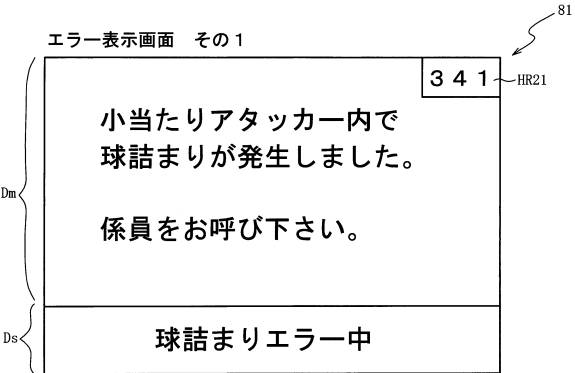 81
エラー表示画面　その１
３４１
HR21
小当たりアタッカー内で
球詰まりが発生しました。
Dm
係員をお呼び下さい。
Ds
球詰まりエラー中